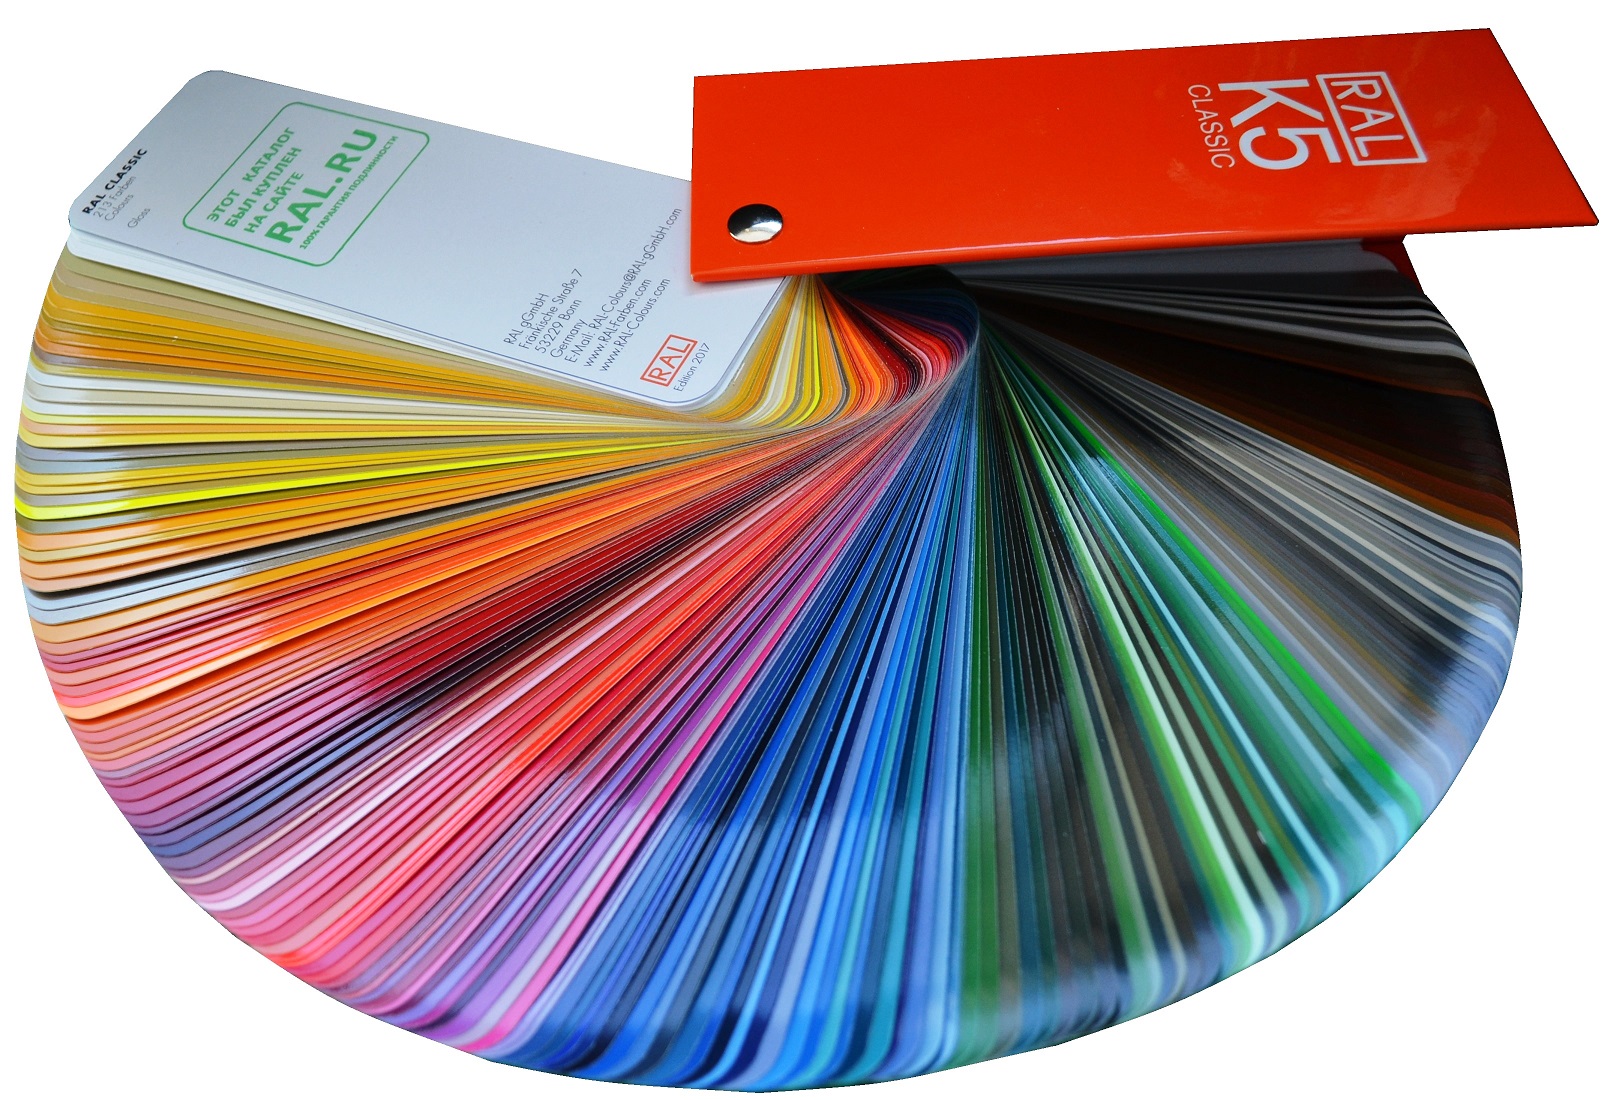 RAL CLASSIC
213 Farben
Colours
Gloss
ЭТОТ КАТАЛОГ
БЫЛ КУПЛЕН
НА САЙТЕ
RAL.RU
100% ГАРАНТИЯ ПОДЛИННОСТИ
RAL gGmbH
Fränkische Straße 7
53229 Bonn
Germany
E-Mail: RAL-Colours@RAL-gGmbH.com
www.RAL-Farben.com
www.RAL-Colours.com
RAL
Edition 2017
RAL
K5
CLASSIC